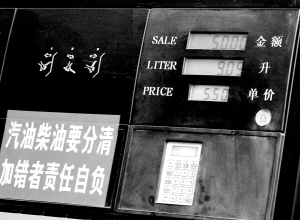 SALE 50.00 金额
LITER 9.09 升
PRICE 5.50 单价
汽油柴油要分清
加错者责任自负